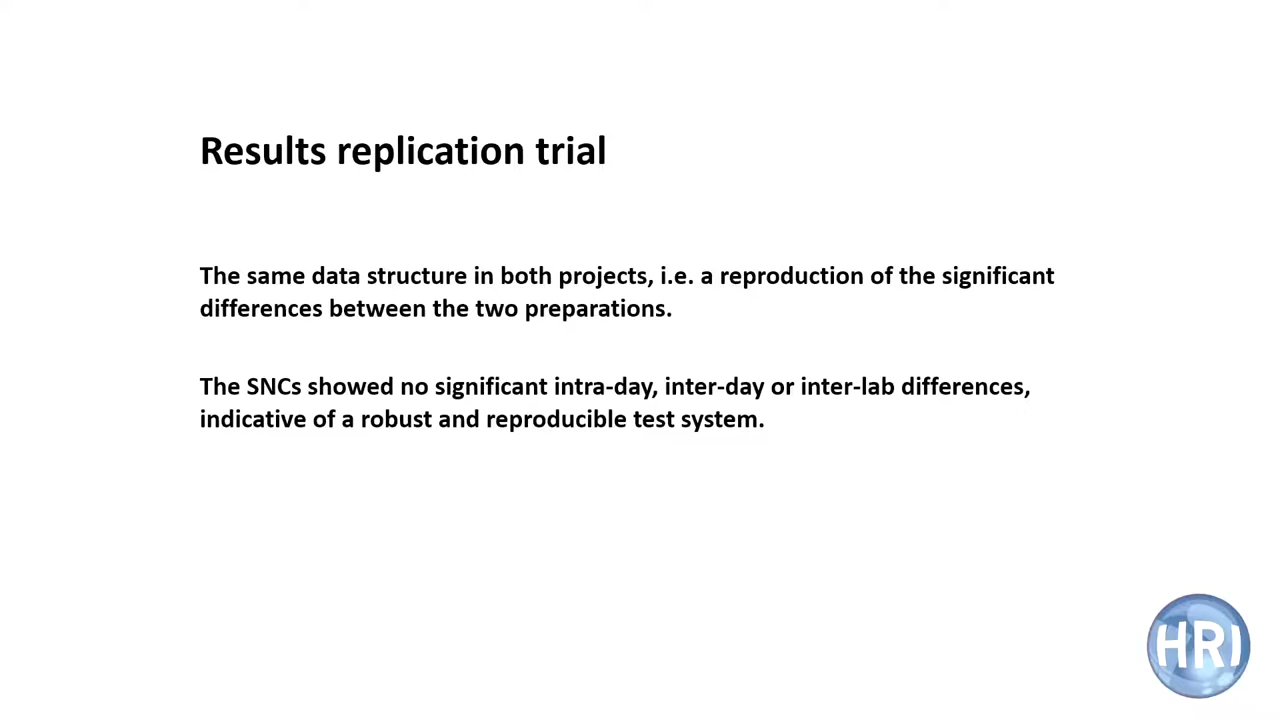 Results replication trial
The same data structure in both projects, i.e. a reproduction of the significant
differences between the two preparations.
The SNCs showed no significant intra-day, inter-day or inter-lab differences,
indicative of a robust and reproducible test system.
HRI